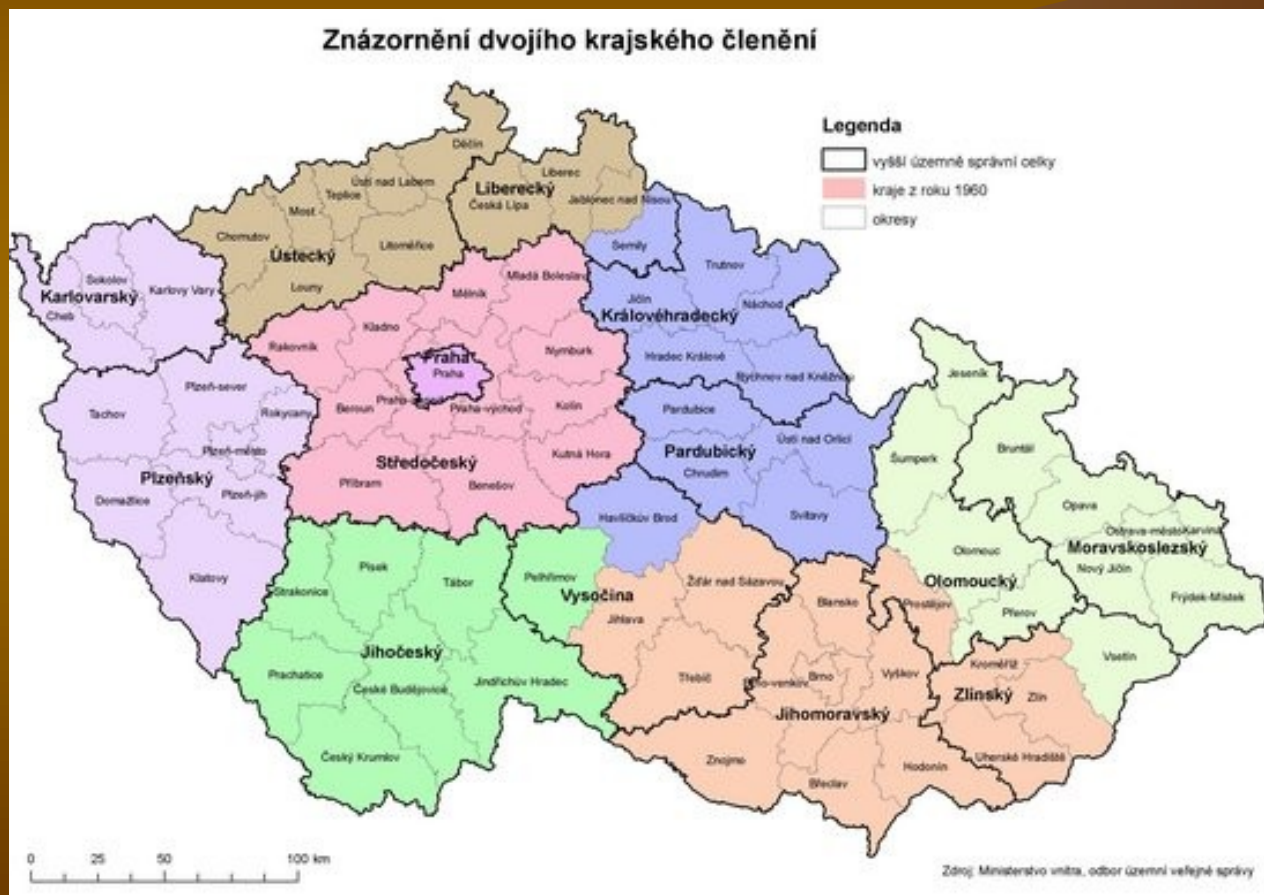 Znázornění dvojího krajského členění
Legenda
vyšší územně správní celky
kraje z roku 1960
okresy
Děčín
Ústí nad Labem
Teplice
Most
Chomutov
Litoměřice
Ústecký
Louny
Liberec
Liberecký
Česká Lípa
Jablonec nad Nisou
Semily
Trutnov
Jičín
Náchod
Královéhradecký
Hradec Králové
Rychnov nad Kněžnou
Sokolov
Karlovy Vary
Karlovarský
Cheb
Mladá Boleslav
Mělník
Kladno
Rakovník
Nymburk
Praha
Praha
Beroun
Praha-východ
Kolín
Kutná Hora
Středočeský
Příbram
Benešov
Plzeň-sever
Tachov
Rokycany
Plzeň-město
Plzeňský
Domažlice
Plzeň-jih
Klatovy
Pardubice
Ústí nad Orlicí
Pardubický
Chrudim
Svitavy
Havlíčkův Brod
Jeseník
Šumperk
Bruntál
Opava
Ostrava-město
Karviná
Moravskoslezský
Nový Jičín
Frýdek-Místek
Olomouc
Olomoucký
Prostějov
Přerov
Vsetín
Písek
Tábor
Strakonice
Pelhřimov
Vysočina
Žďár nad Sázavou
Jihlava
Třebíč
Jihočeský
Prachatice
České Budějovice
Jindřichův Hradec
Český Krumlov
Blansko
Brno
Vyškov
Jihomoravský
Znojmo
Břeclav
Hodonín
Kroměříž
Zlínský
Zlín
Uherské Hradiště
0 25 50 100 km
Zdroj: Ministerstvo vnitra, odbor územní veřejné správy